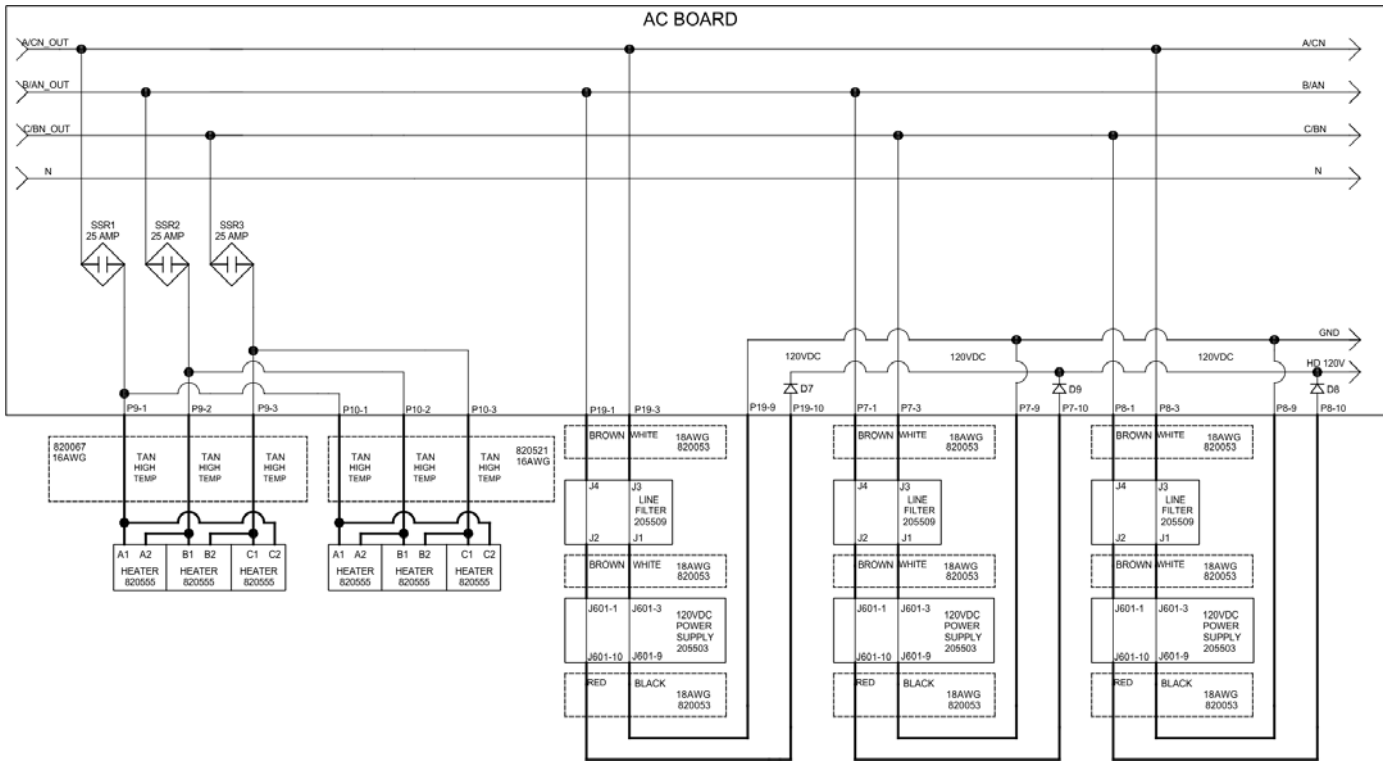 AC BOARD
A/CN_OUT
A/CN
B/AN_OUT
B/AN
C/BN_OUT
C/BN
N
N
SSR1
25 AMP
SSR2
25 AMP
SSR3
25 AMP
GND
120VDC
120VDC
120VDC
HD 120V
D7
D9
D8
P9-1
P9-2
P9-3
P10-1
P10-2
P10-3
P19-1
P19-3
P19-9
P19-10
P7-1
P7-3
P7-9
P7-10
P8-1
P8-3
P8-9
P8-10
820067
16AWG
TAN
HIGH
TEMP
TAN
HIGH
TEMP
TAN
HIGH
TEMP
TAN
HIGH
TEMP
TAN
HIGH
TEMP
TAN
HIGH
TEMP
820521
16AWG
A1
A2
B1
B2
C1
C2
HEATER
820555
HEATER
820555
HEATER
820555
A1
A2
B1
B2
C1
C2
HEATER
820555
HEATER
820555
HEATER
820555
BROWN
WHITE
18AWG
820053
J4
J3
LINE
FILTER
205509
J2
J1
BROWN
WHITE
18AWG
820053
J601-1
J601-3
120VDC
POWER
SUPPLY
205503
J601-10
J601-9
RED
BLACK
18AWG
820053
BROWN
WHITE
18AWG
820053
J4
J3
LINE
FILTER
205509
J2
J1
BROWN
WHITE
18AWG
820053
J601-1
J601-3
120VDC
POWER
SUPPLY
205503
J601-10
J601-9
RED
BLACK
18AWG
820053
BROWN
WHITE
18AWG
820053
J4
J3
LINE
FILTER
205509
J2
J1
BROWN
WHITE
18AWG
820053
J601-1
J601-3
120VDC
POWER
SUPPLY
205503
J601-10
J601-9
RED
BLACK
18AWG
820053